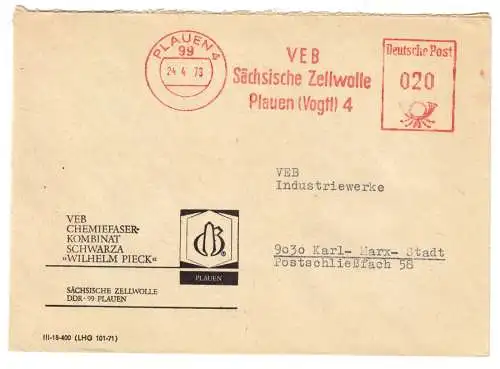 PLAUEN 4
99
24. 4. 73
VEB
Sächsische Zellwolle
Plauen (Vogtl) 4
Deutsche Post
020
VEB
Industriewerke
9030 Karl- Marx- Stadt
Postschließfach 58
VEB
CHEMIEFASER-
KOMBINAT
SCHWARZA
»WILHELM PIECK«
PLAUEN
SÄCHSISCHE ZELLWOLLE
DDR · 99 PLAUEN
III-18-400 (LHG 101-71)